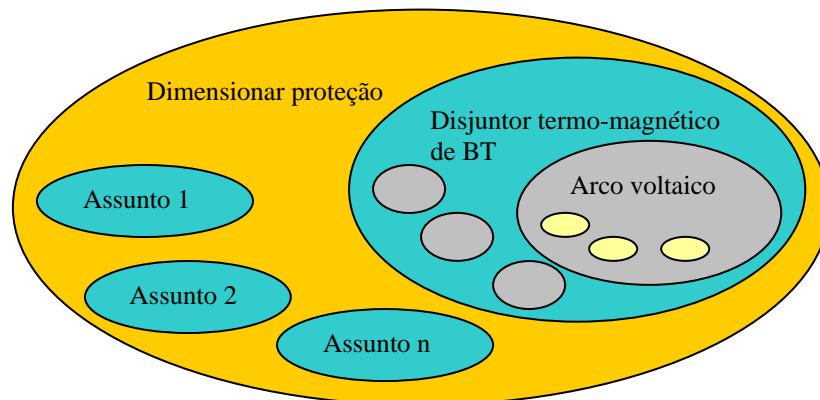 Dimensionar proteção
Disjuntor termo-magnético
de BT
Arco voltaico
Assunto 1
Assunto 2
Assunto n